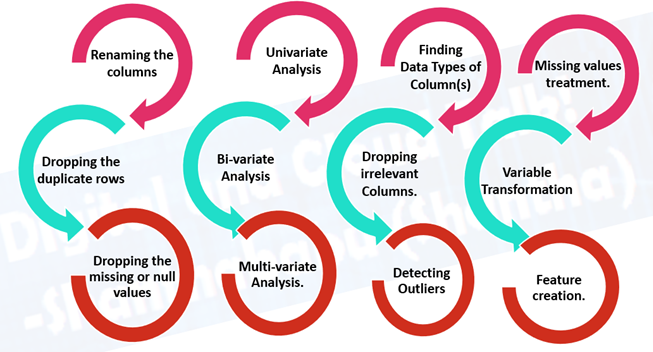 Renaming the
columns
Dropping the
duplicate rows
Dropping the
missing or null
values
Univariate
Analysis
Bi-variate
Analysis
Multi-variate
Analysis.
Finding
Data Types of
Column(s)
Dropping
irrelevant
Columns.
Detecting
Outliers
Missing values
treatment.
Variable
Transformation
Feature
creation.